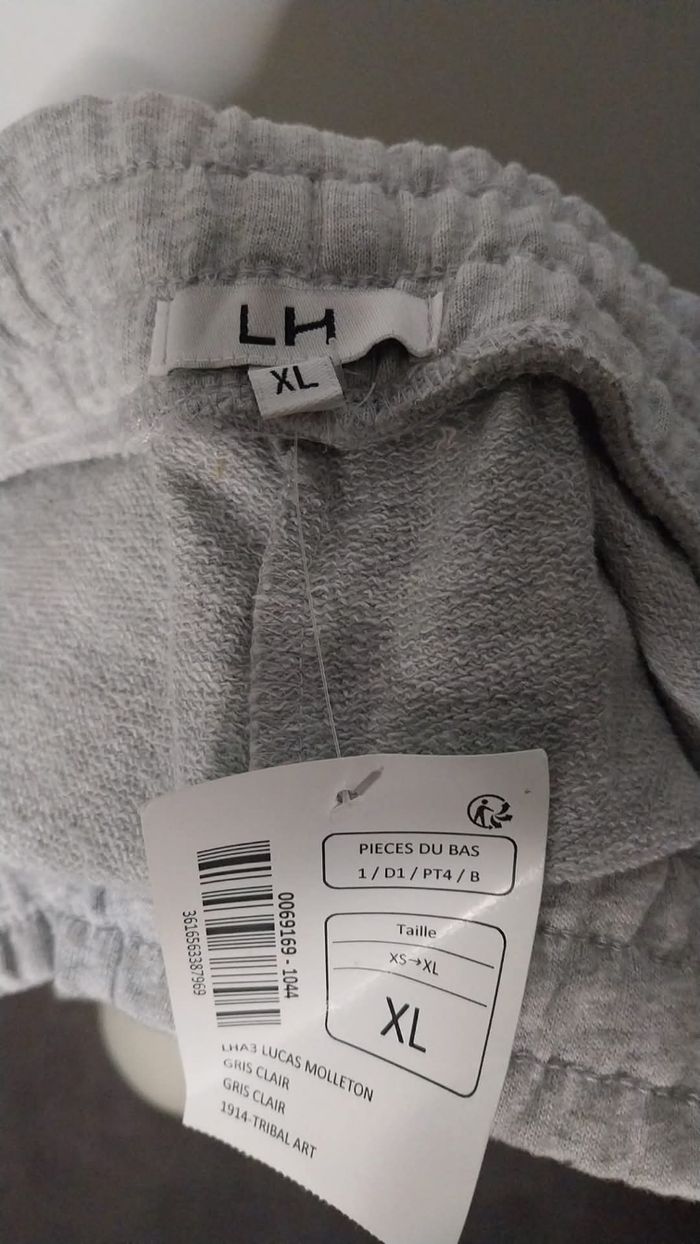 LH
XL
PIECES DU BAS
1 / D1 / PT4 / B
Taille
XS→XL
XL
0069169 - 1044
3616563387969
LHA3 LUCAS MOLLETON
GRIS CLAIR
GRIS CLAIR
1914-TRIBAL ART